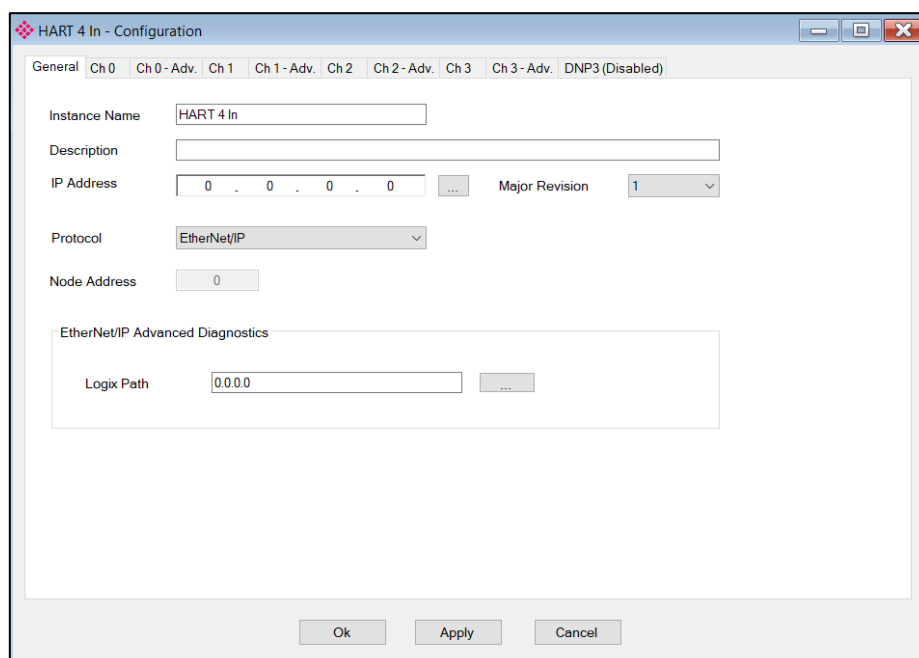 HART 4 In - Configuration
General Ch 0 Ch 0 - Adv. Ch 1 Ch 1 - Adv. Ch 2 Ch 2 - Adv. Ch 3 Ch 3 - Adv. DNP3 (Disabled)
Instance Name HART 4 In
Description
IP Address 0 . 0 . 0 . 0 ... Major Revision 1
Protocol EtherNet/IP
Node Address 0
EtherNet/IP Advanced Diagnostics
Logix Path 0.0.0.0 ...
Ok Apply Cancel